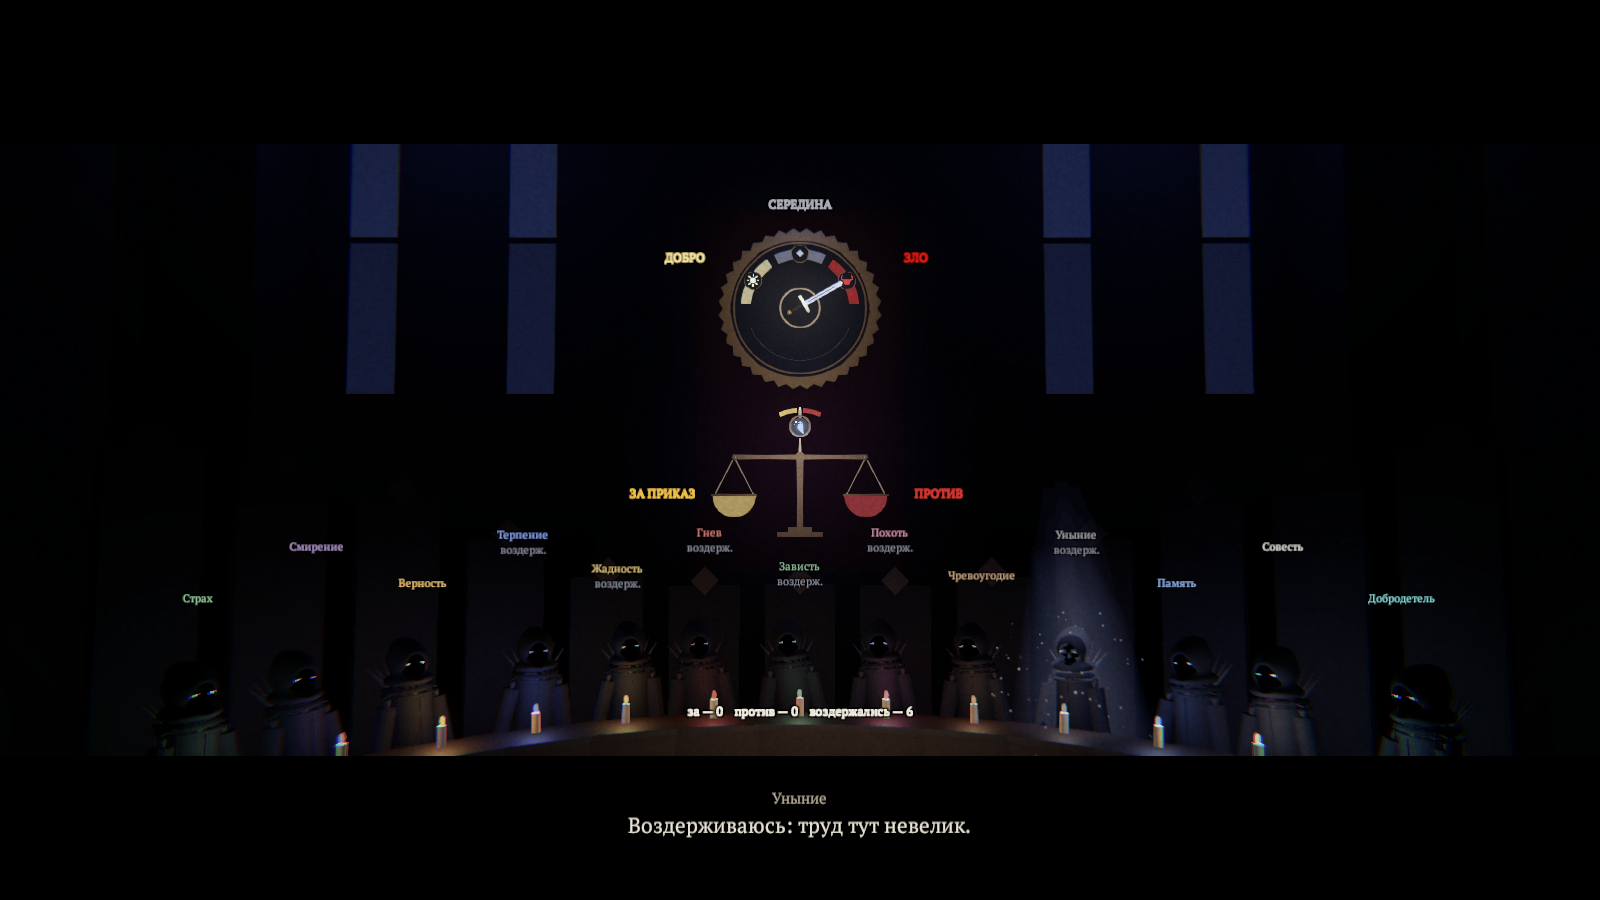 СЕРЕДИНА
ДОБРО
ЗЛО
ЗА ПРИКАЗ
ПРОТИВ
Терпение
воздерж.
Гнев
воздерж.
Похоть
воздерж.
Уныние
воздерж.
Смирение
Совесть
Жадность
воздерж.
Зависть
воздерж.
Чревоугодие
Верность
Память
Страх
Добродетель
за — 0 против — 0 воздержались — 6
Уныние
Воздерживаюсь: труд тут невелик.